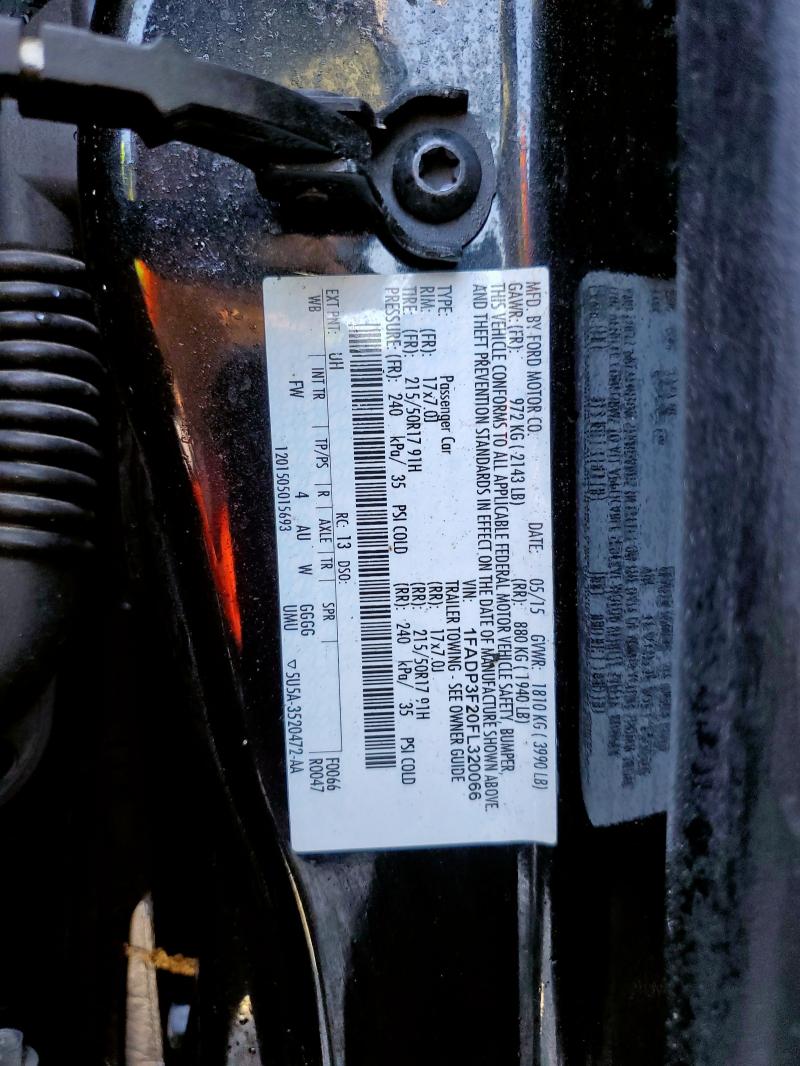 MFD. BY FORD MOTOR CO. DATE: 05/15 GVWR: 1810 KG ( 3990 LB)
GAWR: (FR): 972 KG ( 2143 LB) (RR): 880 KG ( 1940 LB)
THIS VEHICLE CONFORMS TO ALL APPLICABLE FEDERAL MOTOR VEHICLE SAFETY, BUMPER,
AND THEFT PREVENTION STANDARDS IN EFFECT ON THE DATE OF MANUFACTURE SHOWN ABOVE.
VIN: 1FADP3F20FL320066
TYPE: Passenger Car TRAILER TOWING - SEE OWNER GUIDE
RIM: (FR): 17x7.0J (RR): 17x7.0J
TIRE: (FR): 215/50R17 91H (RR): 215/50R17 91H
PRESSURE: (FR): 240 kPa/ 35 PSI COLD (RR): 240 kPa/ 35 PSI COLD
EXT PNT: UH RC: 13 DSO: F0066
WB INT TR TP/PS R AXLE TR SPR R0047
FW 4 AU W GGGG
1201505015693 UMU ▽5U5A-3520472-AA